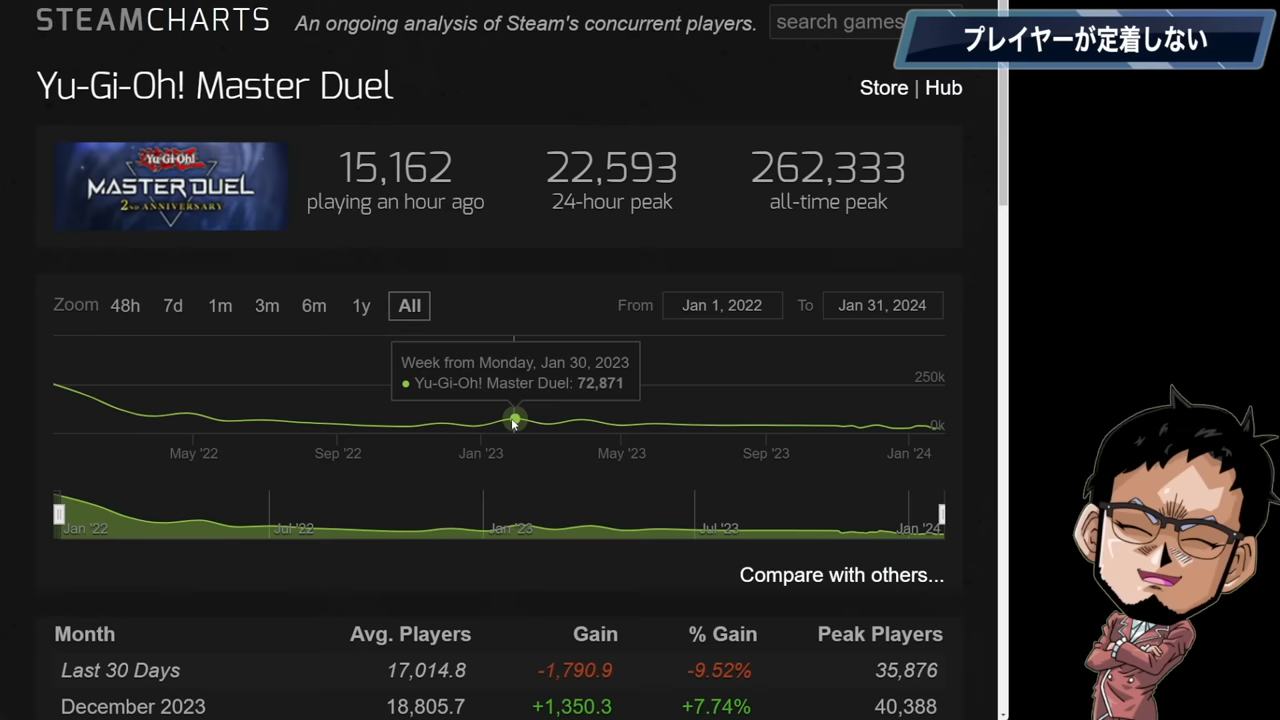 STEAMCHARTS An ongoing analysis of Steam's concurrent players. search games
プレイヤーが定着しない
Yu-Gi-Oh! Master Duel
Store | Hub
Yu-Gi-Oh!
MASTER DUEL
2ND ANNIVERSARY
15,162
playing an hour ago
22,593
24-hour peak
262,333
all-time peak
Zoom 48h 7d 1m 3m 6m 1y All From Jan 1, 2022 To Jan 31, 2024
Week from Monday, Jan 30, 2023
Yu-Gi-Oh! Master Duel: 72,871
250k
0k
May '22 Sep '22 Jan '23 May '23 Sep '23 Jan '24
Jan '22 Jul '22 Jan '23 Jul '23 Jan '24
Compare with others...
Month Avg. Players Gain % Gain Peak Players
Last 30 Days 17,014.8 -1,790.9 -9.52% 35,876
December 2023 18,805.7 +1,350.3 +7.74% 40,388